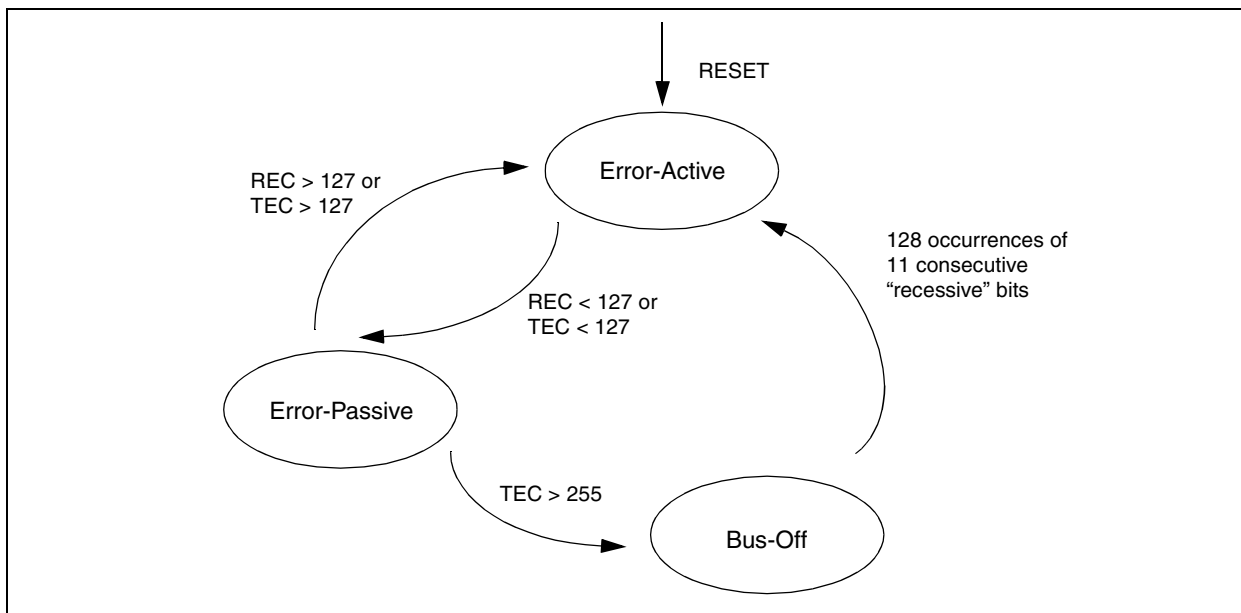 RESET
Error-Active
REC > 127 or
TEC > 127
128 occurrences of
11 consecutive
“recessive” bits
REC < 127 or
TEC < 127
Error-Passive
TEC > 255
Bus-Off